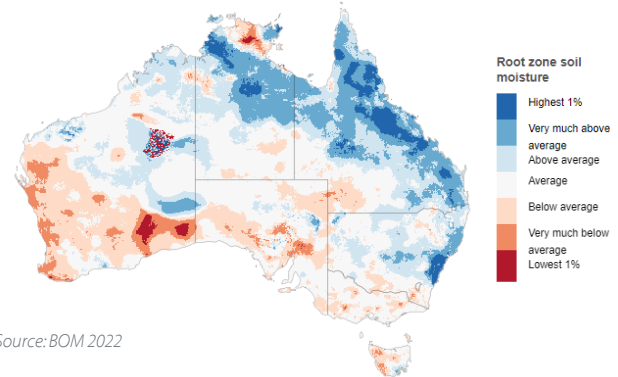 Root zone soil
moisture
Highest 1%
Very much above
average
Above average
Average
Below average
Very much below
average
Lowest 1%
Source: BOM 2022